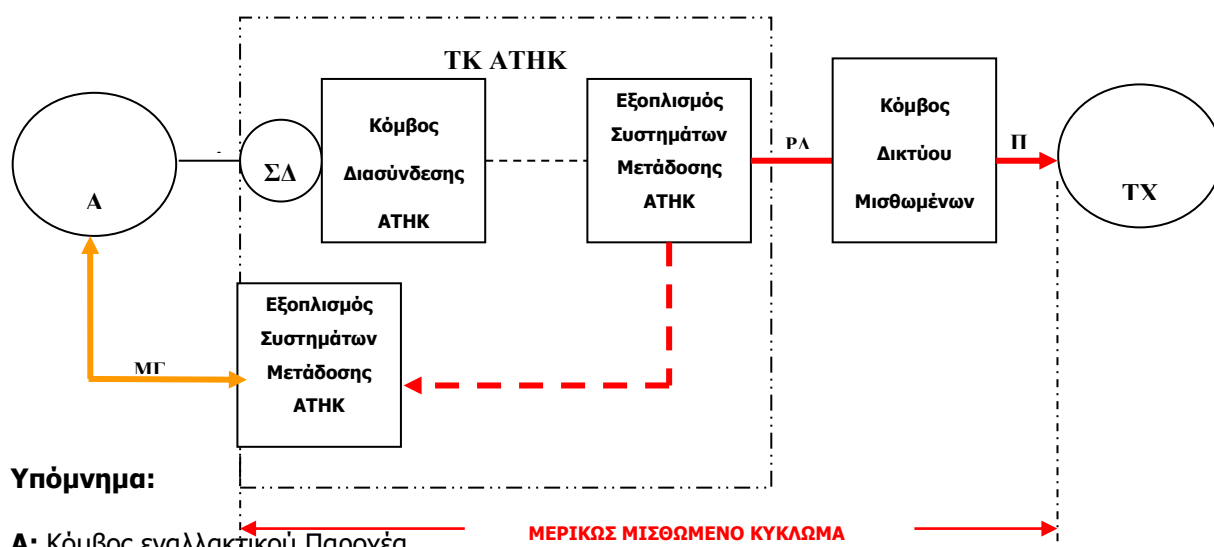 ΤΚ ΑΤΗΚ
Α
ΣΔ
Κόμβος
Διασύνδεσης
ΑΤΗΚ
Εξοπλισμός
Συστημάτων
Μετάδοσης
ΑΤΗΚ
Κόμβος
Δικτύου
Μισθωμένων
Π
ΤΧ
Εξοπλισμός
Συστημάτων
Μετάδοσης
ΑΤΗΚ
ΜΓ
Υπόμνημα:
ΜΕΡΙΚΩΣ ΜΙΣΘΩΜΕΝΟ ΚΥΚΛΩΜΑ
Α: Κόμβος εναλλακτικού Παροχέα